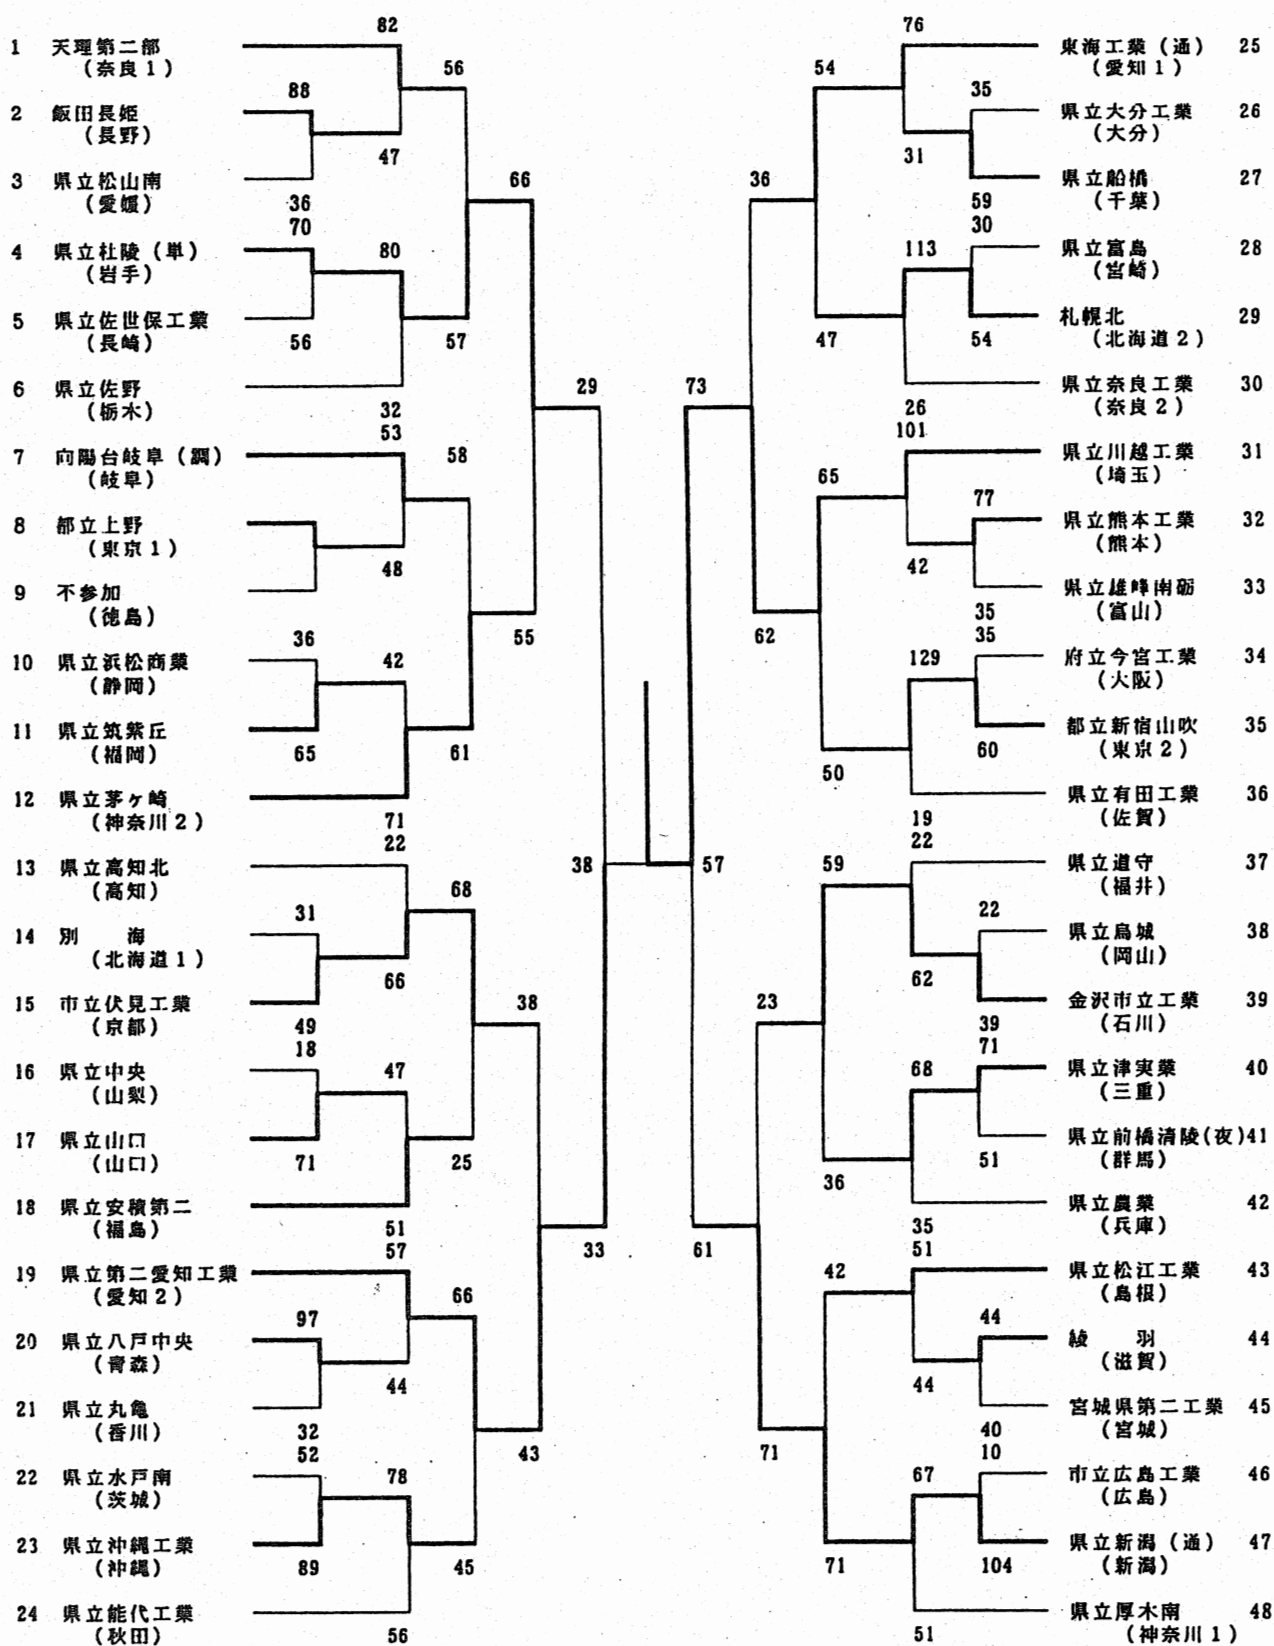 1 天理第二部
(奈良1)
2 飯田長姫
(長野)
3 県立松山南
(愛媛)
4 県立杜陵(単)
(岩手)
5 県立佐世保工業
(長崎)
6 県立佐野
(栃木)
7 向陽台岐阜(調)
(岐阜)
8 都立上野
(東京1)
9 不参加
(徳島)
10 県立浜松商業
(静岡)
11 県立筑紫丘
(福岡)
12 県立茅ヶ崎
(神奈川2)
13 県立高知北
(高知)
14 別 海
(北海道1)
15 市立伏見工業
(京都)
16 県立中央
(山梨)
17 県立山口
(山口)
18 県立安積第二
(福島)
19 県立第二愛知工業
(愛知2)
20 県立八戸中央
(青森)
21 県立丸亀
(香川)
22 県立水戸南
(茨城)
23 県立沖縄工業
(沖縄)
24 県立能代工業
(秋田)
82
56
88
47
66
36
70
80
56
57
29
32
53
58
48
55
36
42
65
61
71
22
38
68
31
66
38
49
18
47
71
25
51
33
57
66
97
44
32
43
52
78
89
45
56
76
54
35
31
36
59
30
113
47
54
73
26
101
65
77
42
35
62
35
129
60
50
19
22
57
59
22
62
23
39
71
68
51
36
35
61
51
42
44
44
40
71
10
67
71
104
51
東海工業(通) 25
(愛知1)
県立大分工業 26
(大分)
県立船橋 27
(千葉)
県立富島 28
(宮崎)
札幌北 29
(北海道2)
県立奈良工業 30
(奈良2)
県立川越工業 31
(埼玉)
県立熊本工業 32
(熊本)
県立雄峰南砺 33
(富山)
府立今宮工業 34
(大阪)
都立新宿山吹 35
(東京2)
県立有田工業 36
(佐賀)
県立道守 37
(福井)
県立烏城 38
(岡山)
金沢市立工業 39
(石川)
県立津実業 40
(三重)
県立前橋清陵(夜)41
(群馬)
県立農業 42
(兵庫)
県立松江工業 43
(島根)
綾 羽 44
(滋賀)
宮城県第二工業 45
(宮城)
市立広島工業 46
(広島)
県立新潟(通) 47
(新潟)
県立厚木南 48
(神奈川1)